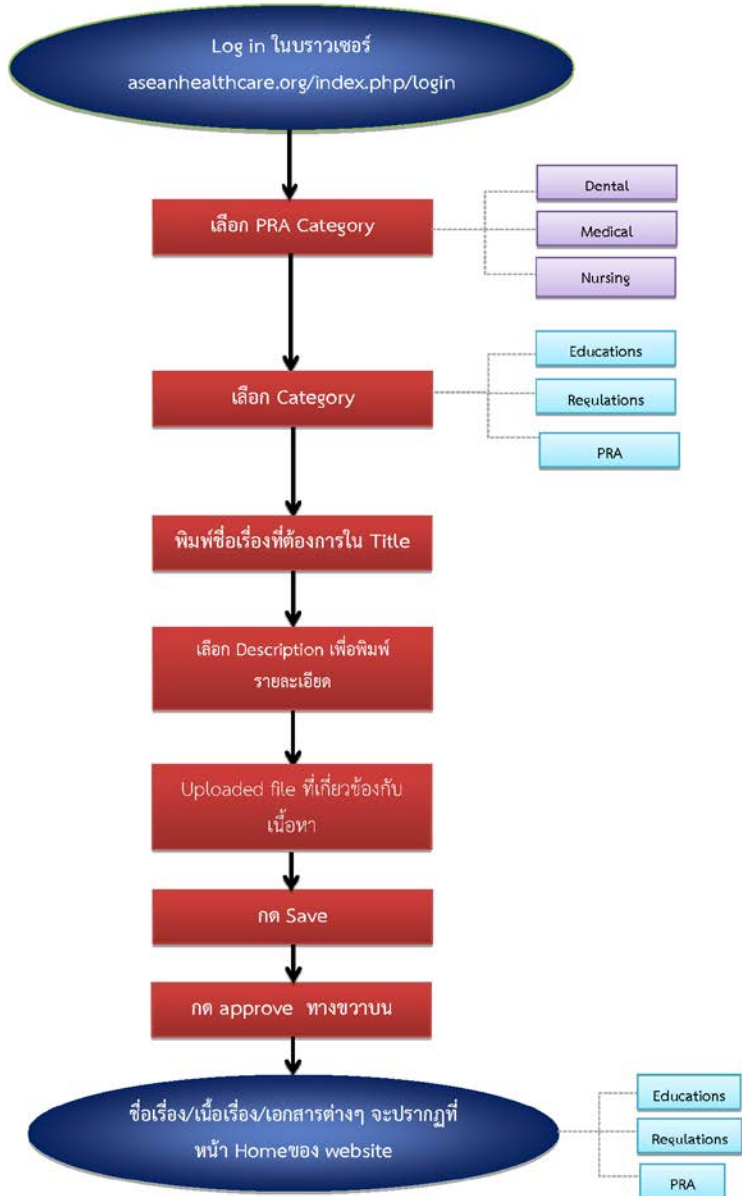 Log in ในบราวเซอร์
aseanhealthcare.org/index.php/login
เลือก PRA Category
Dental
Medical
Nursing
เลือก Category
Educations
Regulations
PRA
พิมพ์ชื่อเรื่องที่ต้องการใน Title
เลือก Description เพื่อพิมพ์
รายละเอียด
Uploaded file ที่เกี่ยวข้องกับ
เนื้อหา
กด Save
กด approve ทางขวาบน
ชื่อเรื่อง/เนื้อเรื่อง/เอกสารต่างๆ จะปรากฏที่
หน้า Homeของ website
Educations
Regulations
PRA